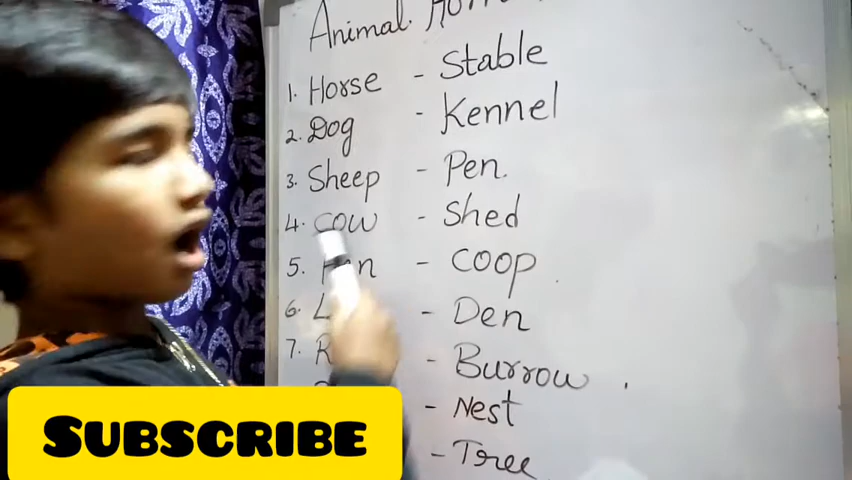 Animal
1. Horse - Stable
2. Dog - Kennel
3. Sheep - Pen.
4. Cow - Shed
5. - Coop
6. - Den
7. - Burrow
- Nest
- Tree
SUBSCRIBE